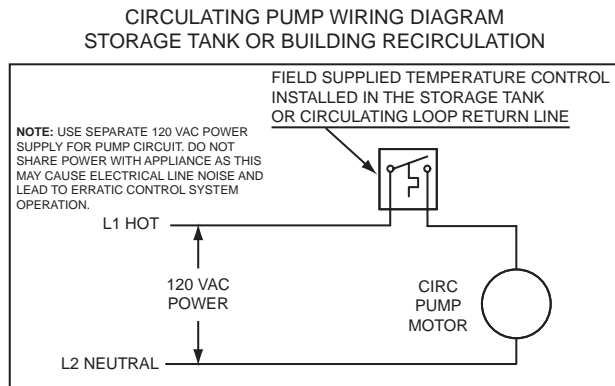 CIRCULATING PUMP WIRING DIAGRAM
STORAGE TANK OR BUILDING RECIRCULATION
FIELD SUPPLIED TEMPERATURE CONTROL
INSTALLED IN THE STORAGE TANK
OR CIRCULATING LOOP RETURN LINE
NOTE: USE SEPARATE 120 VAC POWER
SUPPLY FOR PUMP CIRCUIT. DO NOT
SHARE POWER WITH APPLIANCE AS THIS
MAY CAUSE ELECTRICAL LINE NOISE AND
LEAD TO ERRATIC CONTROL SYSTEM
OPERATION.
L1 HOT
120 VAC
POWER
CIRC
PUMP
MOTOR
L2 NEUTRAL